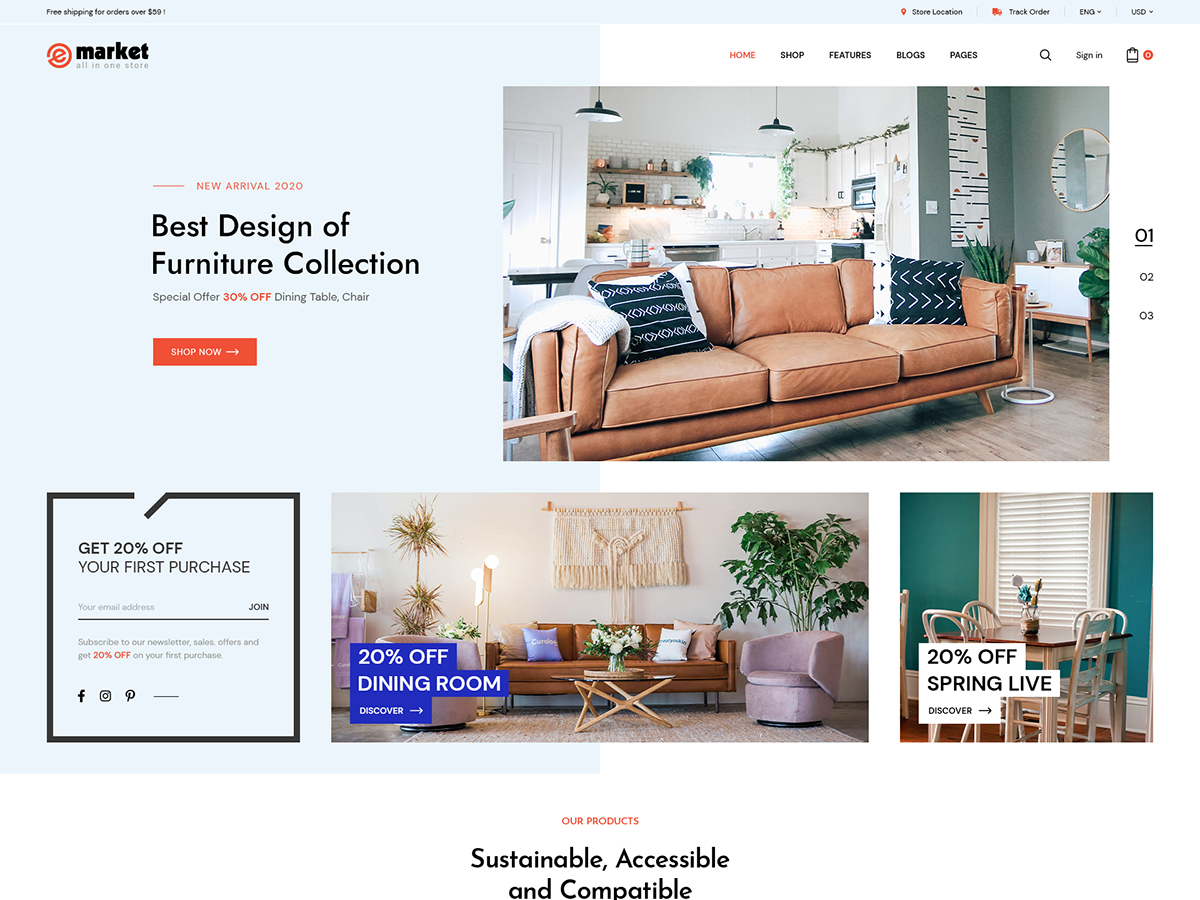 Free shipping for orders over $59 !
Store Location
Track Order
ENG
USD
e market
all in one store
HOME
SHOP
FEATURES
BLOGS
PAGES
Sign in
0
NEW ARRIVAL 2020
Best Design of
Furniture Collection
Special Offer 30% OFF Dining Table, Chair
SHOP NOW
01
02
03
GET 20% OFF
YOUR FIRST PURCHASE
Your email address
JOIN
Subscribe to our newsletter, sales. offers and
get 20% OFF on your first purchase.
20% OFF
DINING ROOM
DISCOVER
20% OFF
SPRING LIVE
DISCOVER
OUR PRODUCTS
Sustainable, Accessible
and Compatible